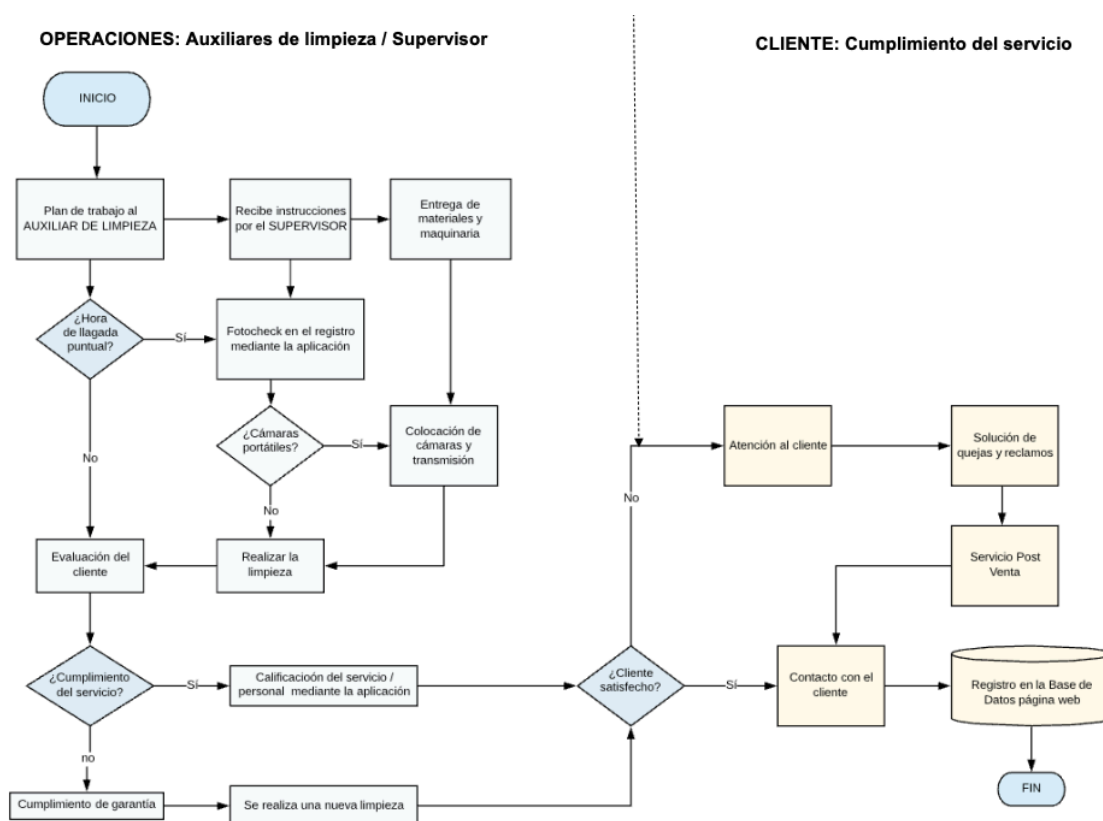 OPERACIONES: Auxiliares de limpieza / Supervisor
CLIENTE: Cumplimiento del servicio
INICIO
Plan de trabajo al
AUXILIAR DE LIMPIEZA
Recibe instrucciones
por el SUPERVISOR
Entrega de
materiales y
maquinaria
¿Hora
de llagada
puntual?
Sí
Fotocheck en el registro
mediante la aplicación
¿Cámaras
portátiles?
Sí
Colocación de
cámaras y
transmisión
Atención al cliente
Solución de
quejas y reclamos
No
No
No
Evaluación del
cliente
Realizar la
limpieza
Servicio Post
Venta
¿Cumplimiento
del servicio?
Sí
Calificacióon del servicio /
personal mediante la aplicación
¿Cliente
satisfecho?
Sí
Contacto con el
cliente
Registro en la Base de
Datos página web
no
Cumplimiento de garantía
Se realiza una nueva limpieza
FIN